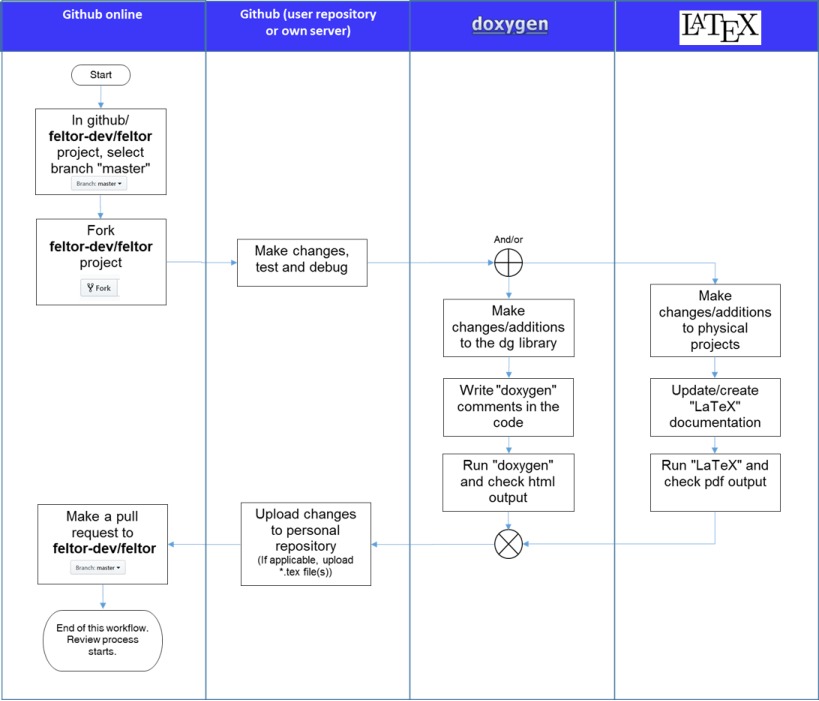 Github online
Github (user repository
or own server)
doxygen
LATEX
Start
In github/
feltor-dev/feltor
project, select
branch "master"
Branch: master
Fork
feltor-dev/feltor
project
Fork
Make changes,
test and debug
And/or
Make
changes/additions
to the dg library
Write "doxygen"
comments in the
code
Run "doxygen"
and check html
output
Make
changes/additions
to physical
projects
Update/create
"LaTeX"
documentation
Run "LaTeX" and
check pdf output
Upload changes
to personal
repository
(If applicable, upload
*.tex file(s))
Make a pull
request to
feltor-dev/feltor
Branch: master
End of this workflow.
Review process
starts.